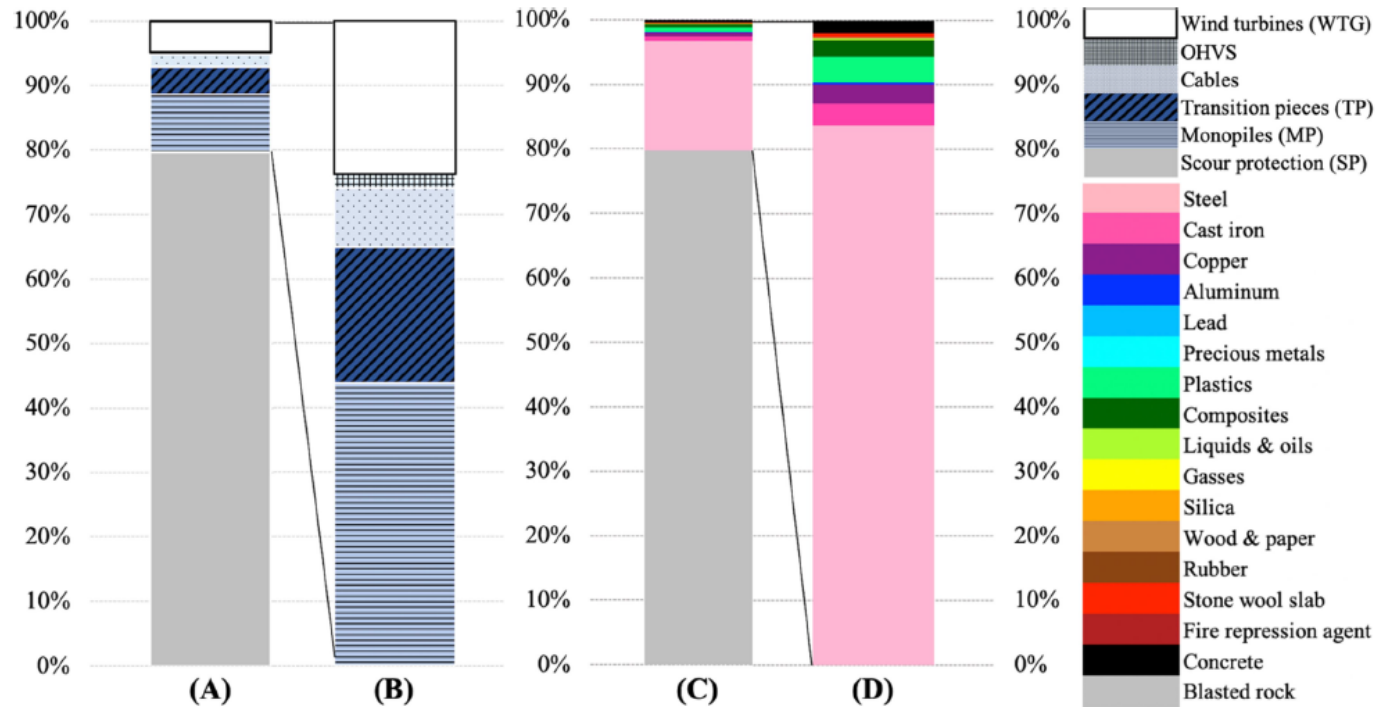 100%
90%
80%
70%
60%
50%
40%
30%
20%
10%
0%
(A)
(B)
100%
90%
80%
70%
60%
50%
40%
30%
20%
10%
0%
(C)
(D)
100%
90%
80%
70%
60%
50%
40%
30%
20%
10%
0%
Wind turbines (WTG)
OHVS
Cables
Transition pieces (TP)
Monopiles (MP)
Scour protection (SP)
Steel
Cast iron
Copper
Aluminum
Lead
Precious metals
Plastics
Composites
Liquids & oils
Gasses
Silica
Wood & paper
Rubber
Stone wool slab
Fire repression agent
Concrete
Blasted rock